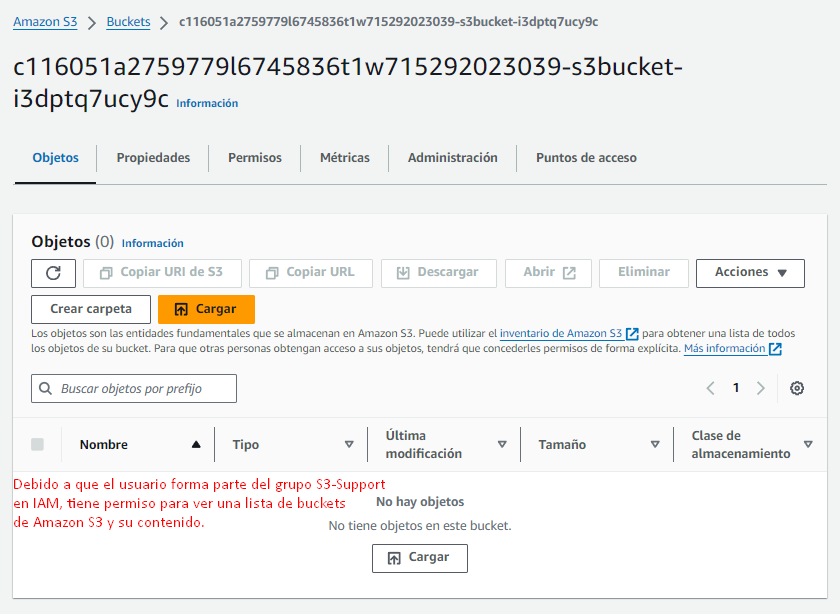 Amazon S3 > Buckets > c116051a2759779l6745836t1w715292023039-s3bucket-i3dptq7ucy9c
c116051a2759779l6745836t1w715292023039-s3bucket-
i3dptq7ucy9c Información
Objetos Propiedades Permisos Métricas Administración Puntos de acceso
Objetos (0) Información
Copiar URI de S3 Copiar URL Descargar Abrir Eliminar Acciones
Crear carpeta Cargar
Los objetos son las entidades fundamentales que se almacenan en Amazon S3. Puede utilizar el inventario de Amazon S3 para obtener una lista de todos
los objetos de su bucket. Para que otras personas obtengan acceso a sus objetos, tendrá que concederles permisos de forma explícita. Más información
Buscar objetos por prefijo 1
Nombre Tipo Última modificación Tamaño Clase de almacenamiento
Debido a que el usuario forma parte del grupo S3-Support
en IAM, tiene permiso para ver una lista de buckets
de Amazon S3 y su contenido.
No hay objetos
No tiene objetos en este bucket.
Cargar